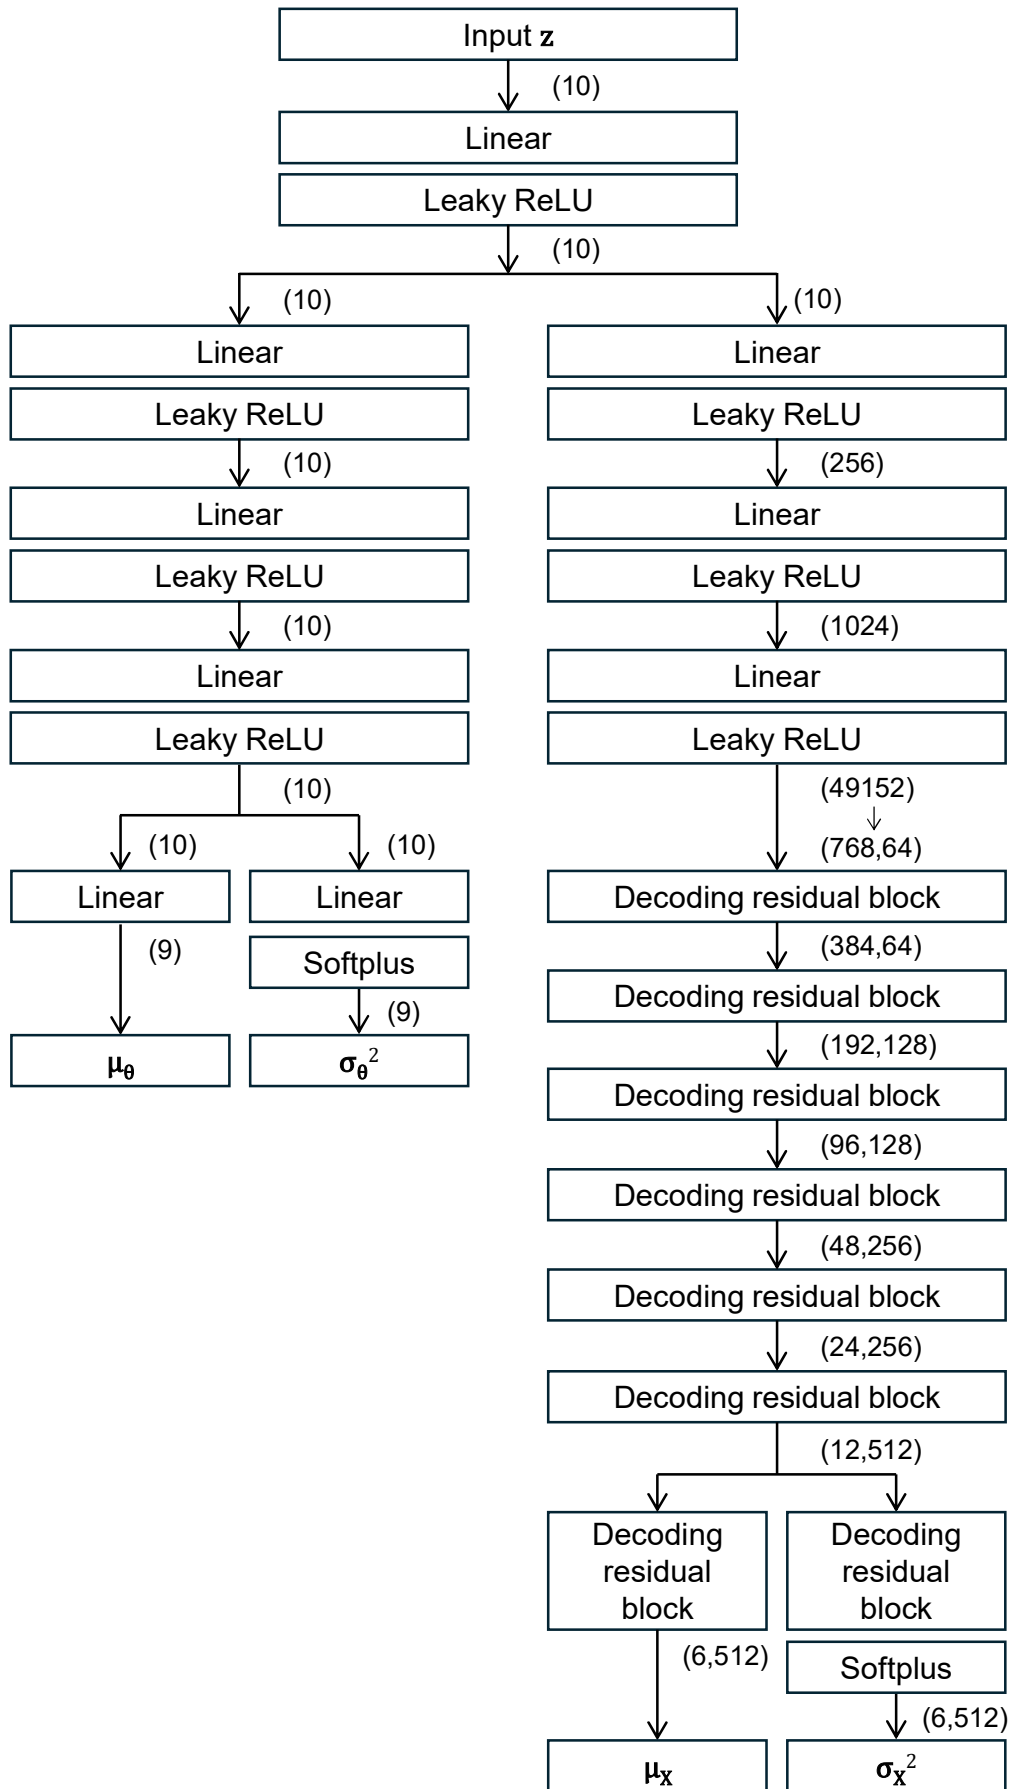 Input z
(10)
Linear
Leaky ReLU
(10)
(10)
Linear
Leaky ReLU
(10)
Linear
Leaky ReLU
(10)
Linear
Leaky ReLU
(10)
(10)
Linear
(9)
μθ
(10)
Linear
Softplus
(9)
σθ²
(10)
Linear
Leaky ReLU
(256)
Linear
Leaky ReLU
(1024)
Linear
Leaky ReLU
(49152)
↓
(768,64)
Decoding residual block
(384,64)
Decoding residual block
(192,128)
Decoding residual block
(96,128)
Decoding residual block
(48,256)
Decoding residual block
(24,256)
Decoding residual block
(12,512)
Decoding
residual
block
(6,512)
μX
Decoding
residual
block
Softplus
(6,512)
σX²